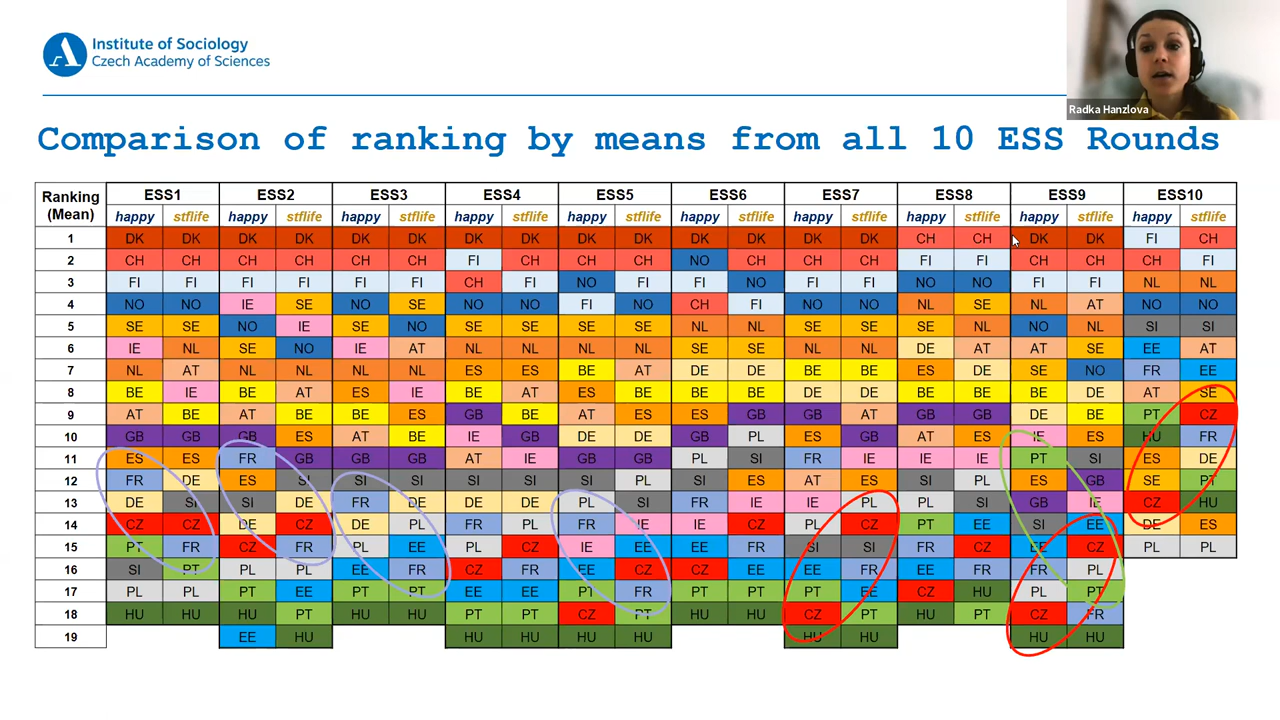 Institute of Sociology
Czech Academy of Sciences
Radka Hanzlova
Comparison of ranking by means from all 10 ESS Rounds
Ranking (Mean) ESS1 ESS2 ESS3 ESS4 ESS5 ESS6 ESS7 ESS8 ESS9 ESS10
happy stflife happy stflife happy stflife happy stflife happy stflife happy stflife happy stflife happy stflife happy stflife happy stflife
1 DK DK DK DK DK DK DK DK DK DK DK DK DK DK CH CH DK DK FI CH
2 CH CH CH CH CH CH FI CH CH CH NO CH CH CH FI FI CH CH CH FI
3 FI FI FI FI FI FI CH FI NO FI FI NO FI FI NO NO FI FI NL NL
4 NO NO IE SE NO SE NO NO FI NO CH FI NO NO NL SE NL AT NO NO
5 SE SE NO IE SE NO SE SE SE SE NL NL SE SE SE NL NO NL SI SI
6 IE NL SE NO IE AT NL NL NL NL SE SE NL NL DE AT AT SE EE AT
7 NL AT NL NL NL NL ES ES BE AT DE DE BE BE ES DE SE NO FR EE
8 BE IE BE AT ES IE BE AT ES BE BE BE DE DE BE BE BE DE AT SE
9 AT BE AT BE BE ES GB BE AT ES ES GB GB AT GB GB DE BE PT CZ
10 GB GB GB ES AT BE IE GB DE DE GB PL ES GB AT ES IE ES HU FR
11 ES ES FR GB GB GB AT IE GB GB PL SI FR IE IE IE PT SI ES DE
12 FR DE ES SI SI SI SI SI SI PL SI ES AT ES SI PL ES GB SE PT
13 DE SI SI DE FR DE DE DE PL SI FR IE IE PL PL SI GB IE CZ HU
14 CZ CZ DE CZ DE PL FR PL FR IE IE CZ PL CZ PT EE SI EE DE ES
15 PT FR CZ FR PL EE PL CZ IE EE EE FR SI SI FR CZ EE CZ PL PL
16 SI PT PL PL EE FR CZ FR EE CZ CZ EE EE FR EE FR FR PL
17 PL PL PT EE PT PT EE EE PT FR PT PT PT EE CZ HU PL PT
18 HU HU HU PT HU HU PT PT CZ PT HU HU CZ PT HU PT CZ FR
19 EE HU HU HU HU HU HU HU HU HU